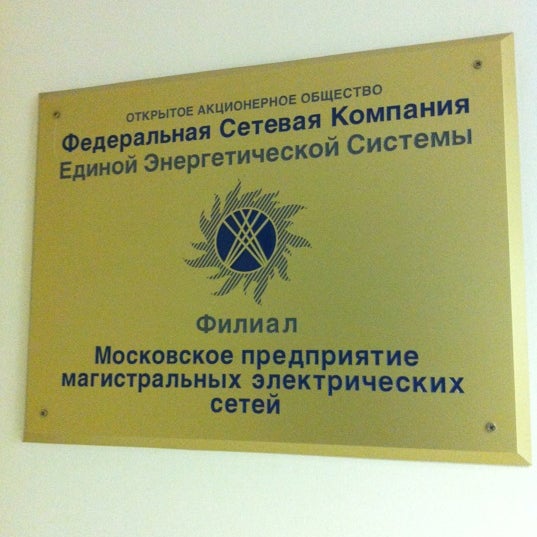 ОТКРЫТОЕ АКЦИОНЕРНОЕ ОБЩЕСТВО
Федеральная Сетевая Компания
Единой Энергетической Системы
Филиал
Московское предприятие
магистральных электрических
сетей